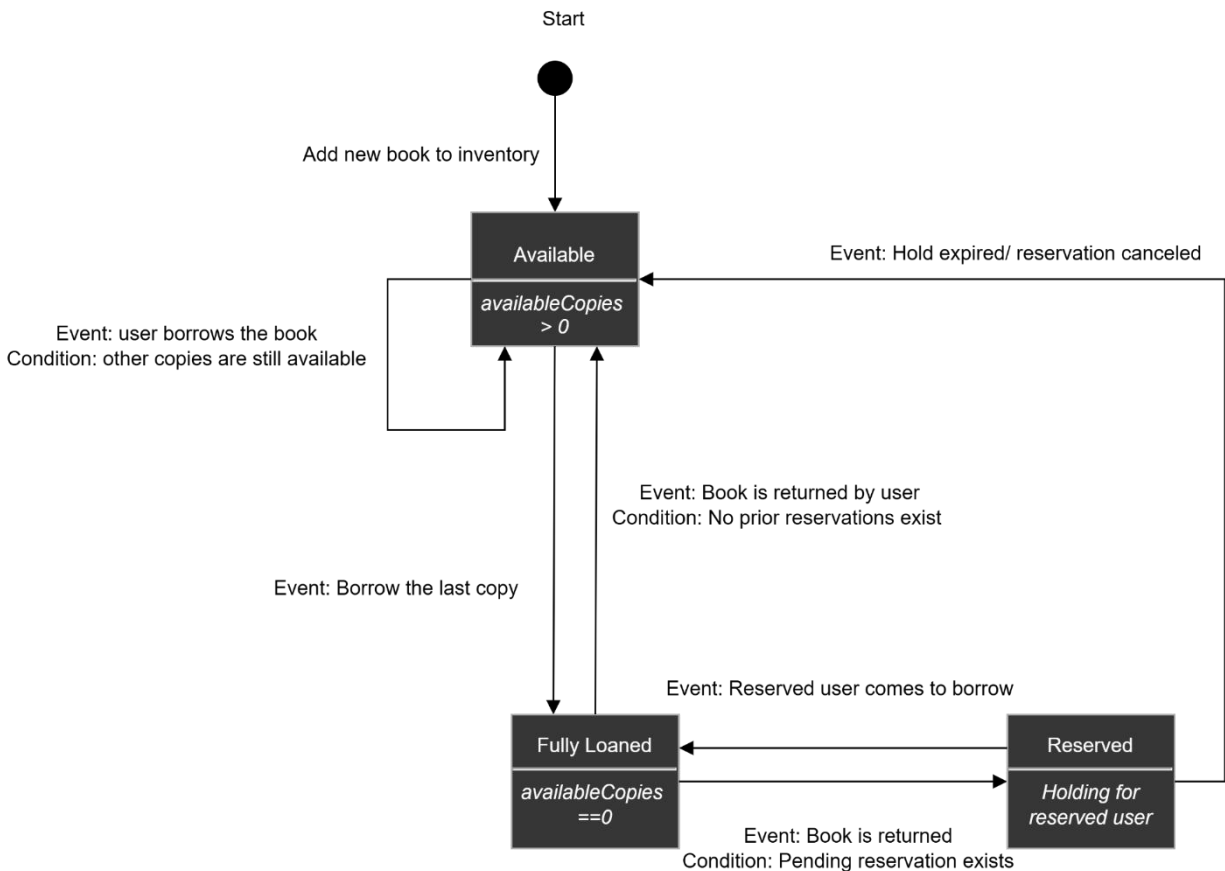 Start
Add new book to inventory
Available
availableCopies
> 0
Event: Hold expired/ reservation canceled
Event: user borrows the book
Condition: other copies are still available
Event: Book is returned by user
Condition: No prior reservations exist
Event: Borrow the last copy
Event: Reserved user comes to borrow
Fully Loaned
availableCopies
==0
Reserved
Holding for
reserved user
Event: Book is returned
Condition: Pending reservation exists